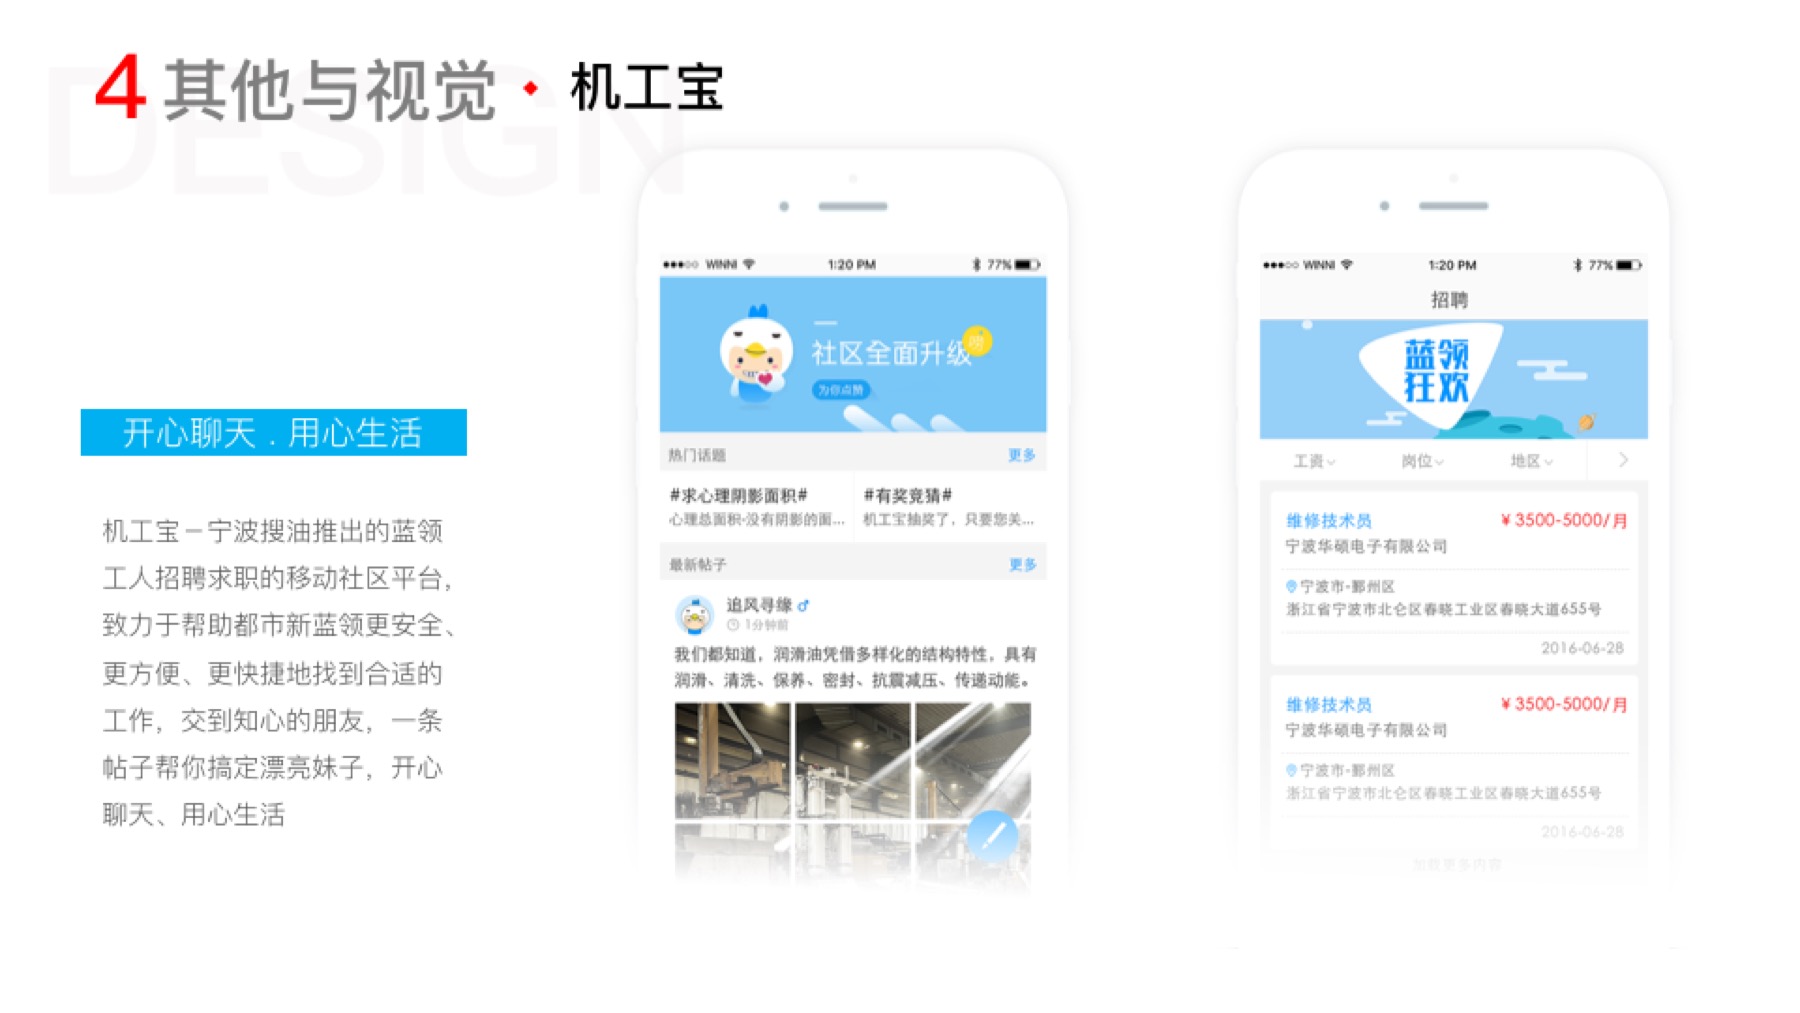 DESIGN
4 其他与视觉 · 机工宝
开心聊天 . 用心生活
机工宝－宁波搜油推出的蓝领
工人招聘求职的移动社区平台，
致力于帮助都市新蓝领更安全、
更方便、更快捷地找到合适的
工作，交到知心的朋友，一条
帖子帮你搞定漂亮妹子，开心
聊天、用心生活
WINNI 1:20 PM 77%
社区全面升级
为你点赞
热门话题 更多
#求心理阴影面积# #有奖竞猜#
心理总面积-没有阴影的面... 机工宝抽奖了，只要您关...
最新帖子 更多
追风寻缘
1分钟前
我们都知道，润滑油凭借多样化的结构特性，具有
润滑、清洗、保养、密封、抗震减压、传递动能。
WINNI 1:20 PM 77%
招聘
蓝领
狂欢
工资 岗位 地区
维修技术员 ¥3500-5000/月
宁波华硕电子有限公司
宁波市-鄞州区
浙江省宁波市北仑区春晓工业区春晓大道655号
2016-06-28
维修技术员 ¥3500-5000/月
宁波华硕电子有限公司
宁波市-鄞州区
浙江省宁波市北仑区春晓工业区春晓大道655号
2016-06-28
加载更多内容